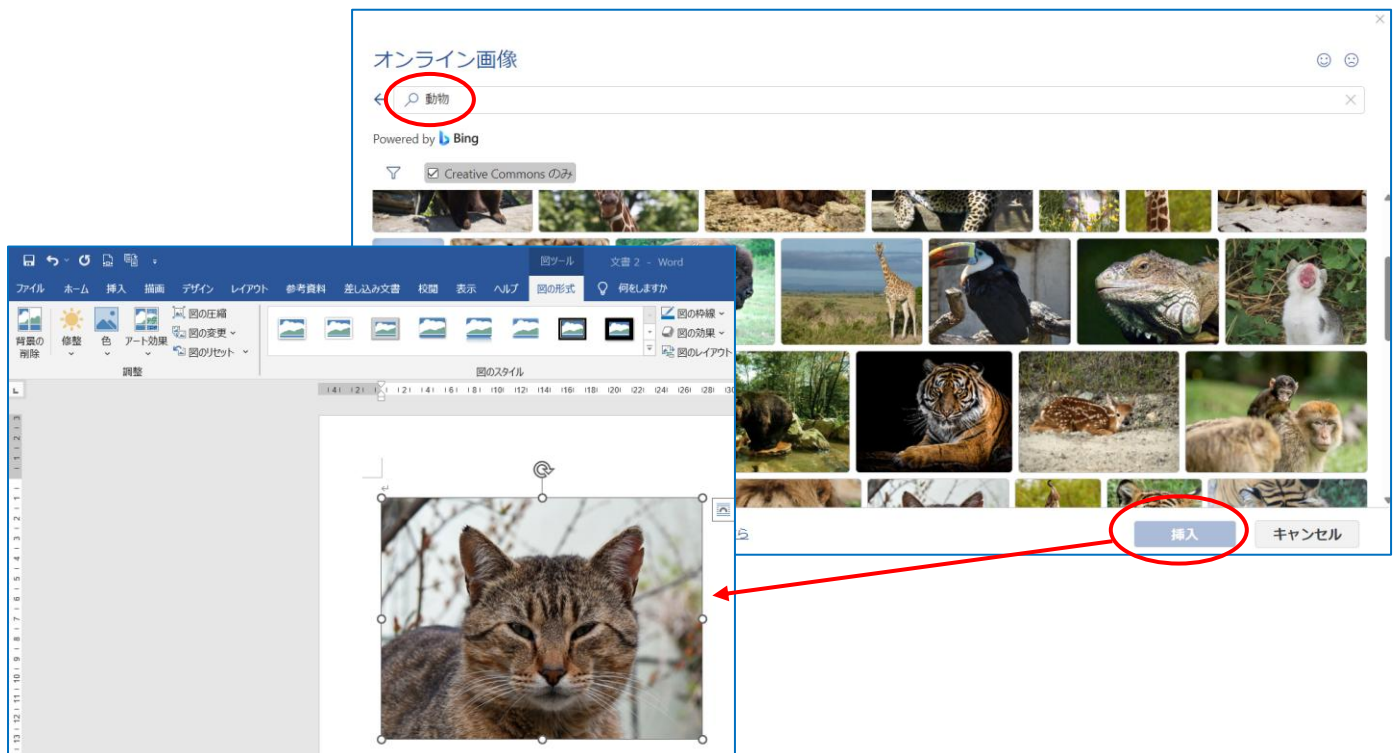 オンライン画像
動物
Powered by Bing
Creative Commons のみ
ら
挿入
キャンセル
図ツール 文書 2 - Word
ファイル ホーム 挿入 描画 デザイン レイアウト 参考資料 差し込み文書 校閲 表示 ヘルプ 図の形式 何をしますか
背景の
削除
修整
色
アート効果
図の圧縮
図の変更
図のリセット
図の枠線
図の効果
図のレイアウト
調整
図のスタイル